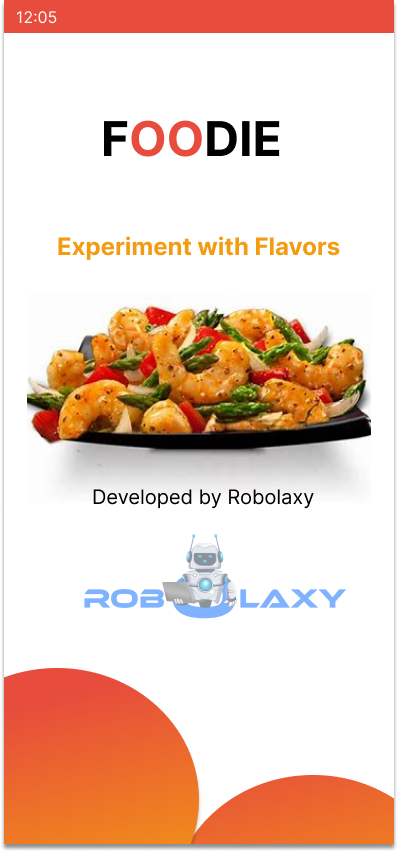 12:05
FOODIE
Experiment with Flavors
Developed by Robolaxy
ROBOLAXY